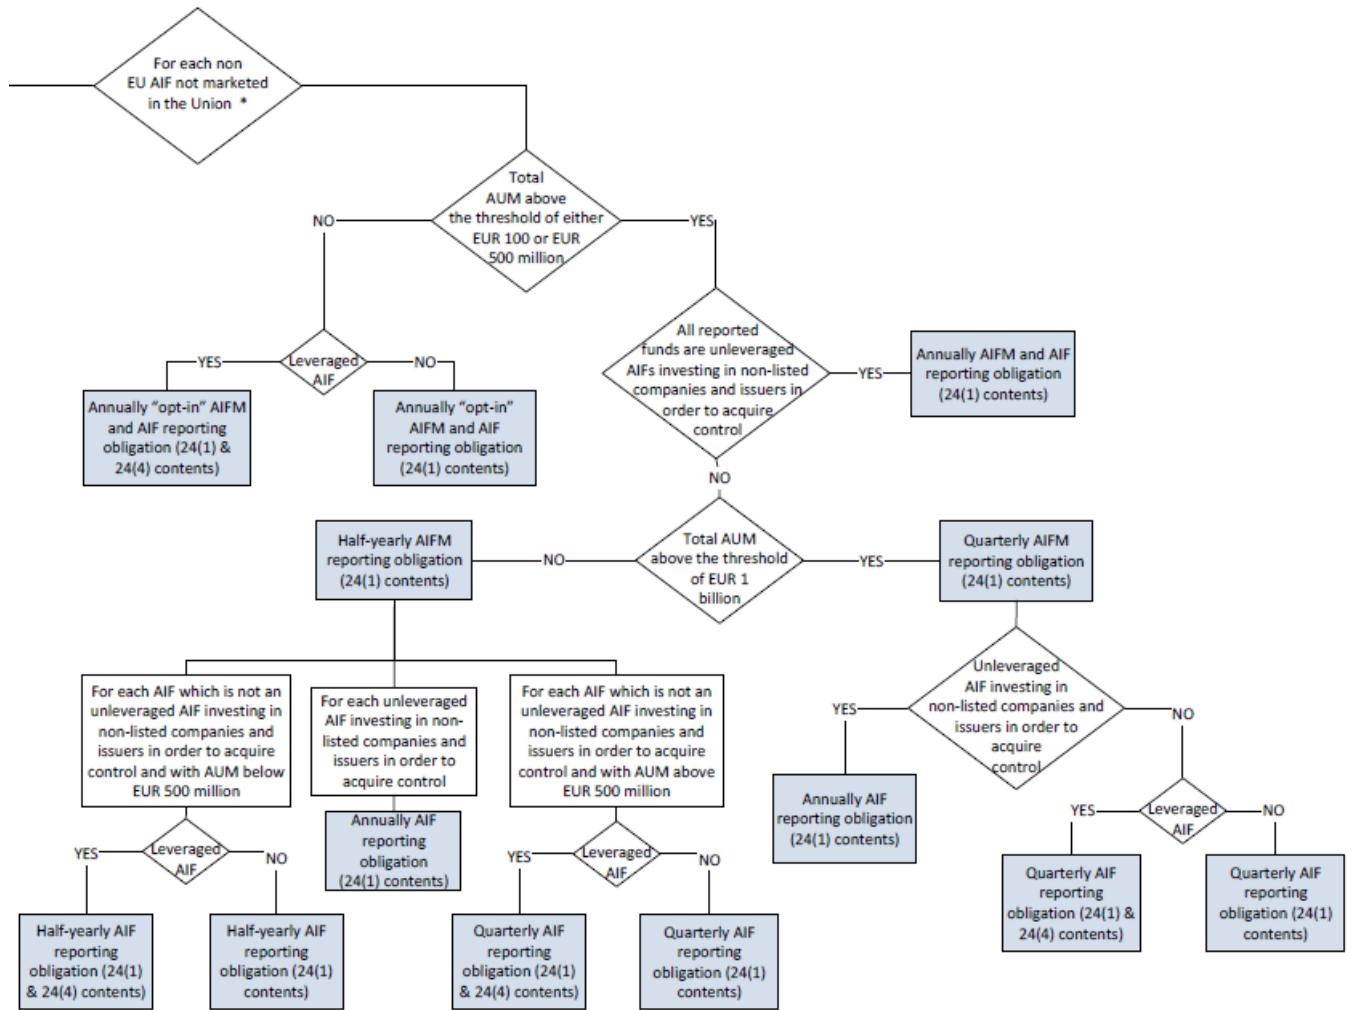 For each non
EU AIF not marketed
in the Union *
Total
AUM above
the threshold of either
EUR 100 or EUR
500 million
NO
YES
Leveraged
AIF
YES
NO
Annually “opt-in” AIFM
and AIF reporting
obligation (24(1) &
24(4) contents)
Annually “opt-in”
AIFM and AIF
reporting obligation
(24(1) contents)
All reported
funds are unleveraged
AIFs investing in non-listed
companies and issuers in
order to acquire
control
YES
Annually AIFM and AIF
reporting obligation
(24(1) contents)
NO
Total AUM
above the threshold
of EUR 1
billion
NO
YES
Half-yearly AIFM
reporting obligation
(24(1) contents)
Quarterly AIFM
reporting obligation
(24(1) contents)
For each AIF which is not an
unleveraged AIF investing in
non-listed companies and
issuers in order to acquire
control and with AUM below
EUR 500 million
For each unleveraged
AIF investing in non-
listed companies and
issuers in order to
acquire control
For each AIF which is not an
unleveraged AIF investing in
non-listed companies and
issuers in order to acquire
control and with AUM above
EUR 500 million
Unleveraged
AIF investing in
non-listed companies and
issuers in order to
acquire
control
YES
NO
Annually AIF
reporting obligation
(24(1) contents)
Leveraged
AIF
YES
NO
Quarterly AIF
reporting
obligation (24(1) &
24(4) contents)
Quarterly AIF
reporting
obligation (24(1)
contents)
Annually AIF
reporting
obligation
(24(1) contents)
Leveraged
AIF
YES
NO
Half-yearly AIF
reporting
obligation (24(1)
& 24(4) contents)
Half-yearly AIF
reporting
obligation (24(1)
contents)
Leveraged
AIF
YES
NO
Quarterly AIF
reporting
obligation (24(1)
& 24(4) contents)
Quarterly AIF
reporting
obligation (24(1)
contents)